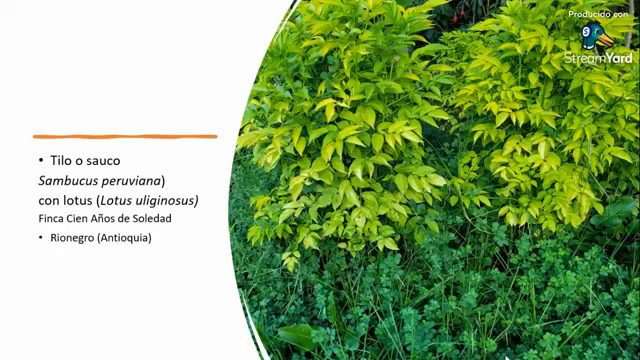 Producido con
StreamYard
• Tilo o sauco
Sambucus peruviana)
con lotus (Lotus uliginosus)
Finca Cien Años de Soledad
• Rionegro (Antioquia)